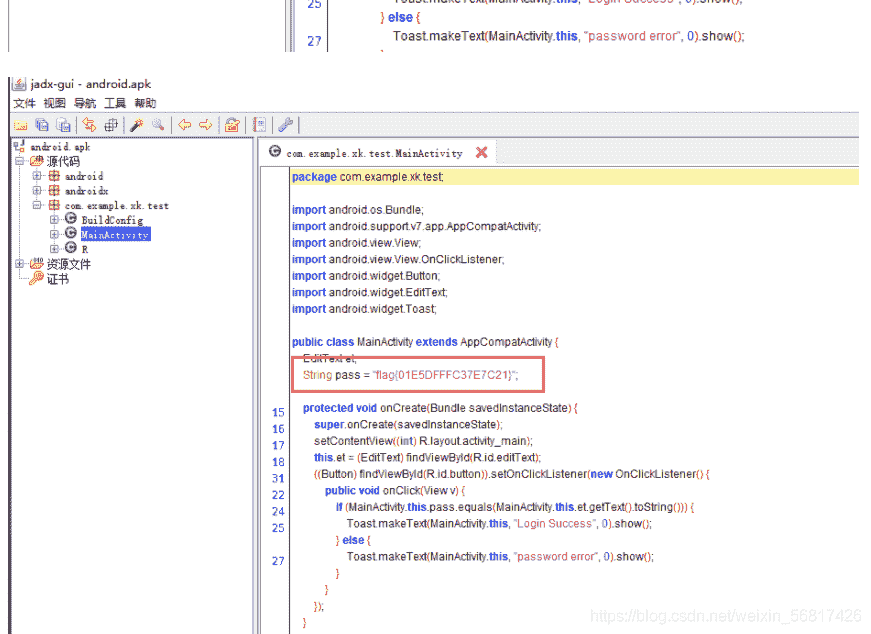 25
Toast.makeText(MainActivity.this, "Login Success", 0).show();
} else {
27
Toast.makeText(MainActivity.this, "password error", 0).show();
jadx-gui - android.apk
文件 视图 导航 工具 帮助
android.apk
源代码
android
androidx
com.example.xk.test
BuildConfig
MainActivity
R
资源文件
证书
com.example.xk.test.MainActivity
package com.example.xk.test;
import android.os.Bundle;
import android.support.v7.app.AppCompatActivity;
import android.view.View;
import android.view.View.OnClickListener;
import android.widget.Button;
import android.widget.EditText;
import android.widget.Toast;
public class MainActivity extends AppCompatActivity {
EditText et;
String pass = "flag{01E5DFFFC37E7C21}";
15 protected void onCreate(Bundle savedInstanceState) {
16 super.onCreate(savedInstanceState);
17 setContentView((int) R.layout.activity_main);
18 this.et = (EditText) findViewById(R.id.editText);
31 ((Button) findViewById(R.id.button)).setOnClickListener(new OnClickListener() {
22 public void onClick(View v) {
24 if (MainActivity.this.pass.equals(MainActivity.this.et.getText().toString())) {
25 Toast.makeText(MainActivity.this, "Login Success", 0).show();
} else {
27 Toast.makeText(MainActivity.this, "password error", 0).show();
}
}
});
}
https://blog.csdn.net/weixin_56817426